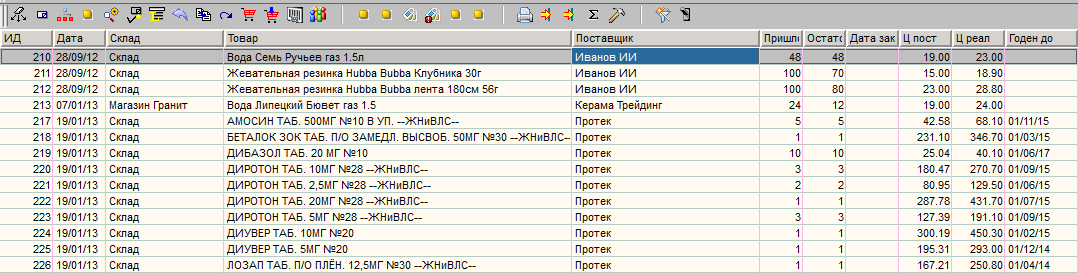 ИД Дата Склад Товар Поставщик Пришло Остато Дата зак Ц пост Ц реал Годен до
210 28/09/12 Склад Вода Семь Ручьев газ 1.5л Иванов ИИ 48 48 19.00 23.00
211 28/09/12 Склад Жевательная резинка Hubba Bubba Клубника 30г Иванов ИИ 100 70 15.00 18.90
212 28/09/12 Склад Жевательная резинка Hubba Bubba лента 180см 56г Иванов ИИ 100 80 23.00 28.80
213 07/01/13 Магазин Гранит Вода Липецкий Бювет газ 1.5 Керама Трейдинг 24 12 19.00 24.00
217 19/01/13 Склад АМОСИН ТАБ. 500МГ №10 В УП. --ЖНиВЛС-- Протек 5 5 42.58 68.10 01/11/15
218 19/01/13 Склад БЕТАЛОК ЗОК ТАБ. П/О ЗАМЕДЛ. ВЫСВОБ. 50МГ №30 --ЖНиВЛС-- Протек 1 1 231.10 346.70 01/03/15
219 19/01/13 Склад ДИБАЗОЛ ТАБ. 20 МГ №10 Протек 10 10 25.04 40.10 01/06/17
220 19/01/13 Склад ДИРОТОН ТАБ. 10МГ №28 --ЖНиВЛС-- Протек 3 3 180.47 270.70 01/09/15
221 19/01/13 Склад ДИРОТОН ТАБ. 2,5МГ №28 --ЖНиВЛС-- Протек 2 2 80.95 129.50 01/06/15
222 19/01/13 Склад ДИРОТОН ТАБ. 20МГ №28 --ЖНиВЛС-- Протек 1 1 287.78 431.70 01/07/15
223 19/01/13 Склад ДИРОТОН ТАБ. 5МГ №28 --ЖНиВЛС-- Протек 3 3 127.39 191.10 01/09/15
224 19/01/13 Склад ДИУВЕР ТАБ. 10МГ №20 Протек 1 1 300.19 450.30 01/02/15
225 19/01/13 Склад ДИУВЕР ТАБ. 5МГ №20 Протек 1 1 195.31 293.00 01/12/14
226 19/01/13 Склад ЛОЗАП ТАБ. П/О ПЛЁН. 12,5МГ №30 --ЖНиВЛС-- Протек 1 1 167.21 250.80 01/04/14